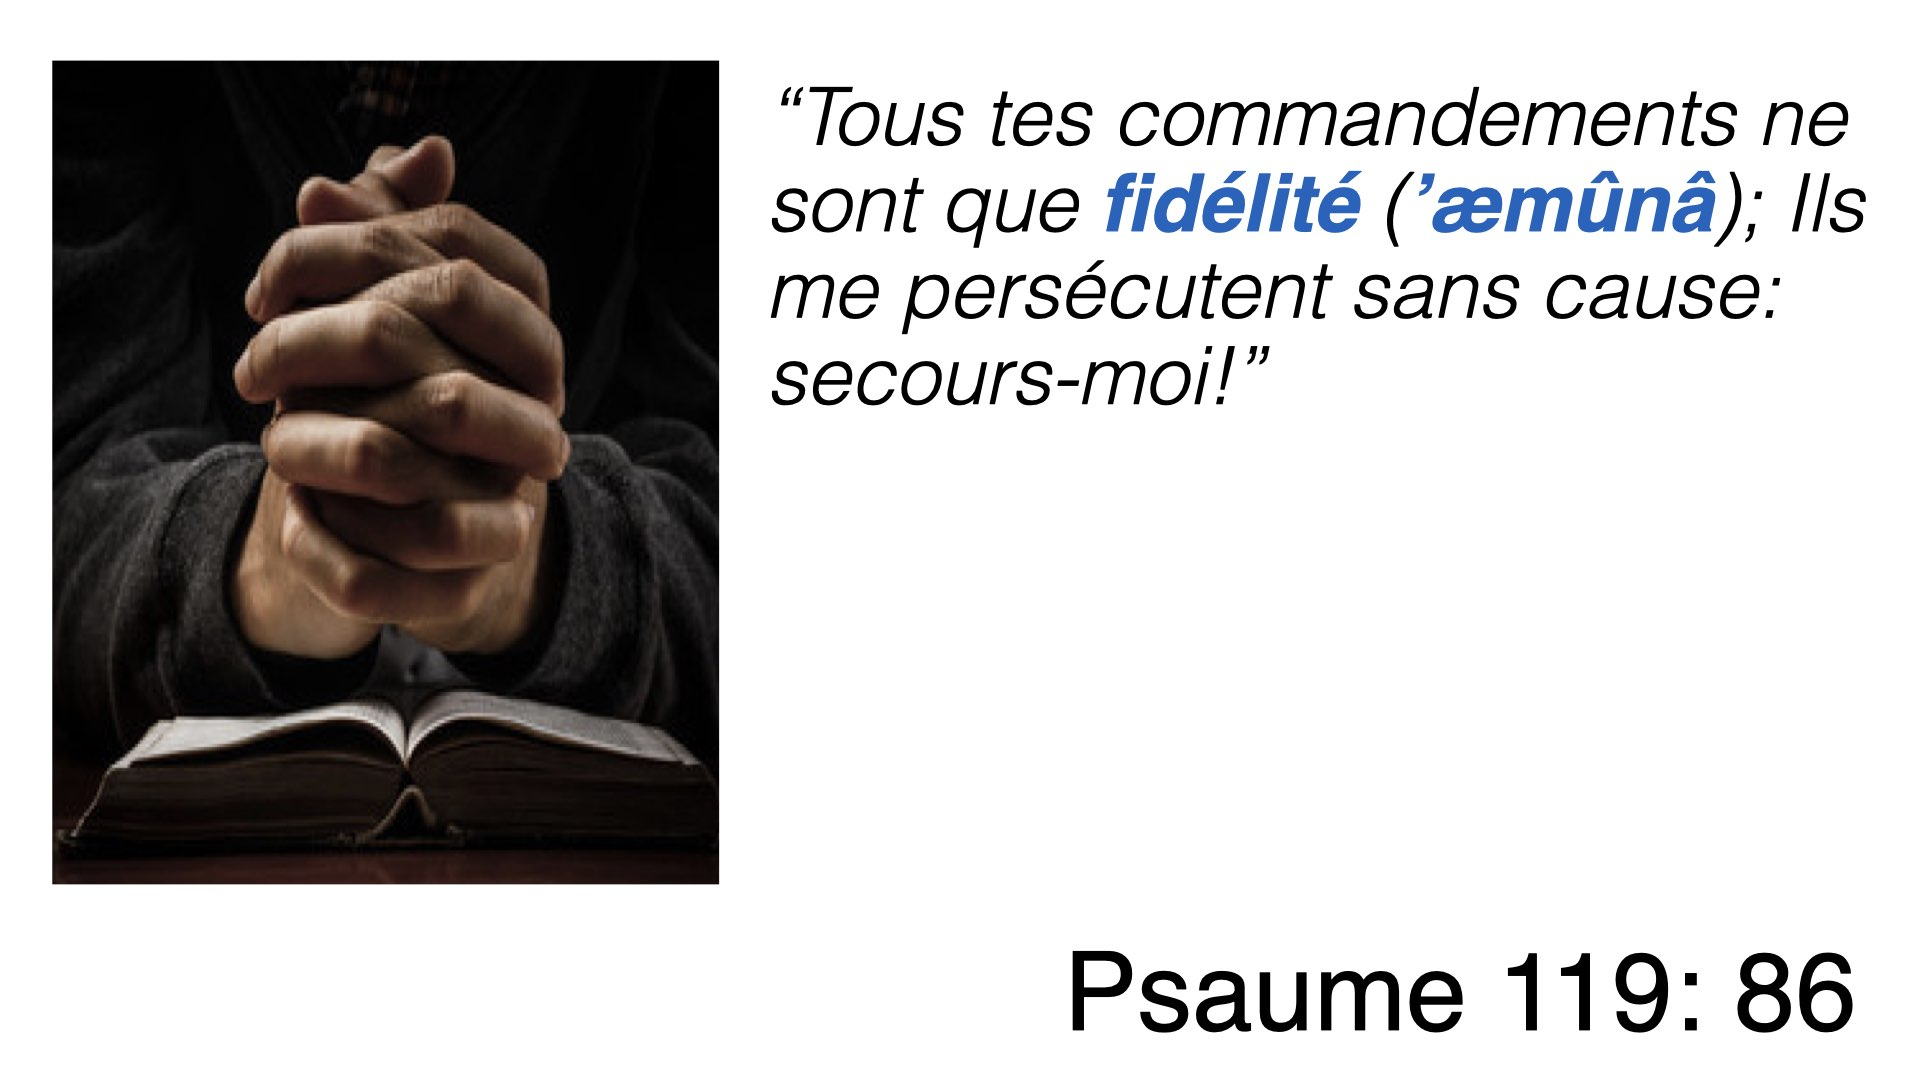 “Tous tes commandements ne
sont que fidélité (’æmûnâ); Ils
me persécutent sans cause:
secours-moi!”
Psaume 119: 86